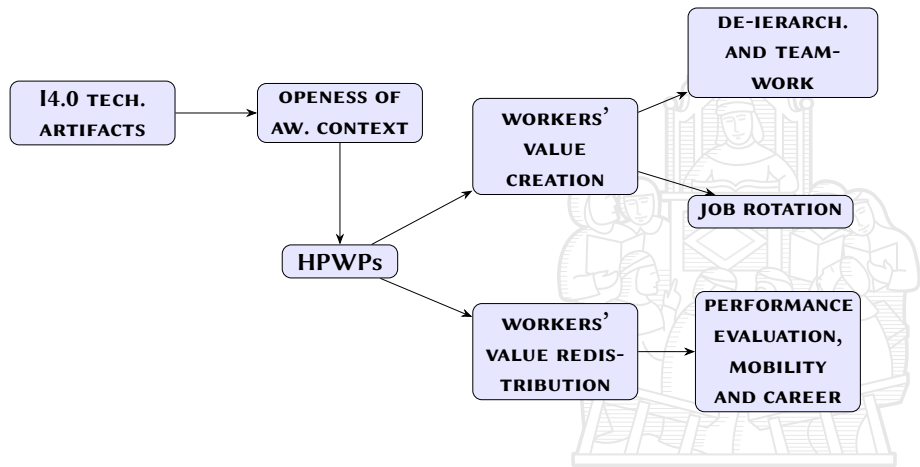 I4.0 TECH.
ARTIFACTS
OPENESS OF
AW. CONTEXT
HPWPs
WORKERS'
VALUE
CREATION
DE-IERARCH.
AND TEAM-
WORK
JOB ROTATION
WORKERS'
VALUE REDIS-
TRIBUTION
PERFORMANCE
EVALUATION,
MOBILITY
AND CAREER